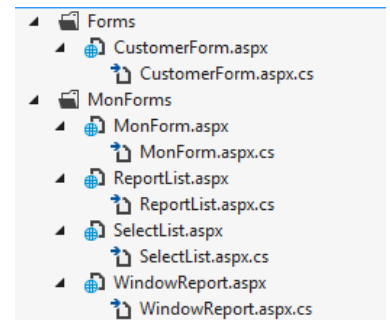 Forms
CustomerForm.aspx
CustomerForm.aspx.cs
MonForms
MonForm.aspx
MonForm.aspx.cs
ReportList.aspx
ReportList.aspx.cs
SelectList.aspx
SelectList.aspx.cs
WindowReport.aspx
WindowReport.aspx.cs